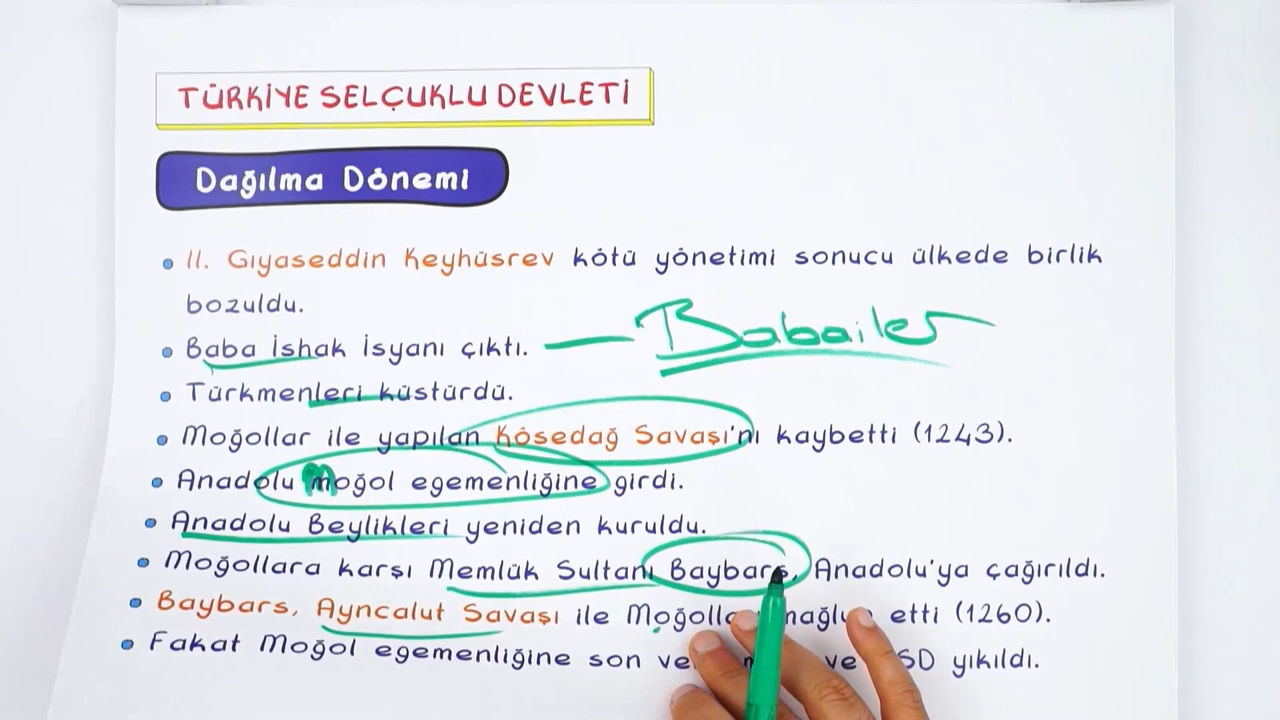 TÜRKİYE SELÇUKLU DEVLETİ
Dağılma Dönemi
• II. Gıyaseddin Keyhüsrev kötü yönetimi sonucu ülkede birlik
bozuldu.
• Baba İshak İsyanı çıktı. — Babailer
• Türkmenleri küstürdü.
• Moğollar ile yapılan Kösedağ Savaşı'nı kaybetti (1243).
• Anadolu Moğol egemenliğine girdi.
• Anadolu Beylikleri yeniden kuruldu.
• Moğollara karşı Memlük Sultanı Baybars, Anadolu'ya çağırıldı.
• Baybars, Ayncalut Savaşı ile etti (1260).
• Fakat Moğol egemenliğine son ve yıkıldı.